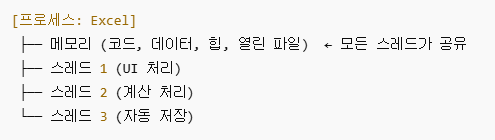 [프로세스: Excel]
├── 메모리 (코드, 데이터, 힙, 열린 파일) ← 모든 스레드가 공유
├── 스레드 1 (UI 처리)
├── 스레드 2 (계산 처리)
└── 스레드 3 (자동 저장)